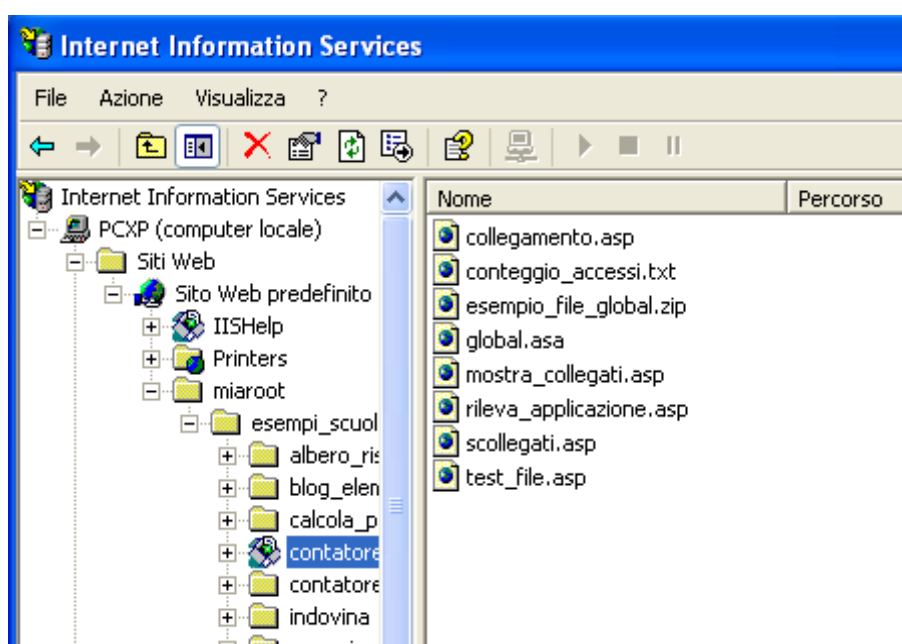 Internet Information Services
File Azione Visualizza ?
Internet Information Services
PCXP (computer locale)
Siti Web
Sito Web predefinito
IISHelp
Printers
miaroot
esempi_scuol
albero_ris
blog_elen
calcola_p
contatore
contatore
indovina
Nome Percorso
collegamento.asp
conteggio_accessi.txt
esempio_file_global.zip
global.asa
mostra_collegati.asp
rileva_applicazione.asp
scollegati.asp
test_file.asp